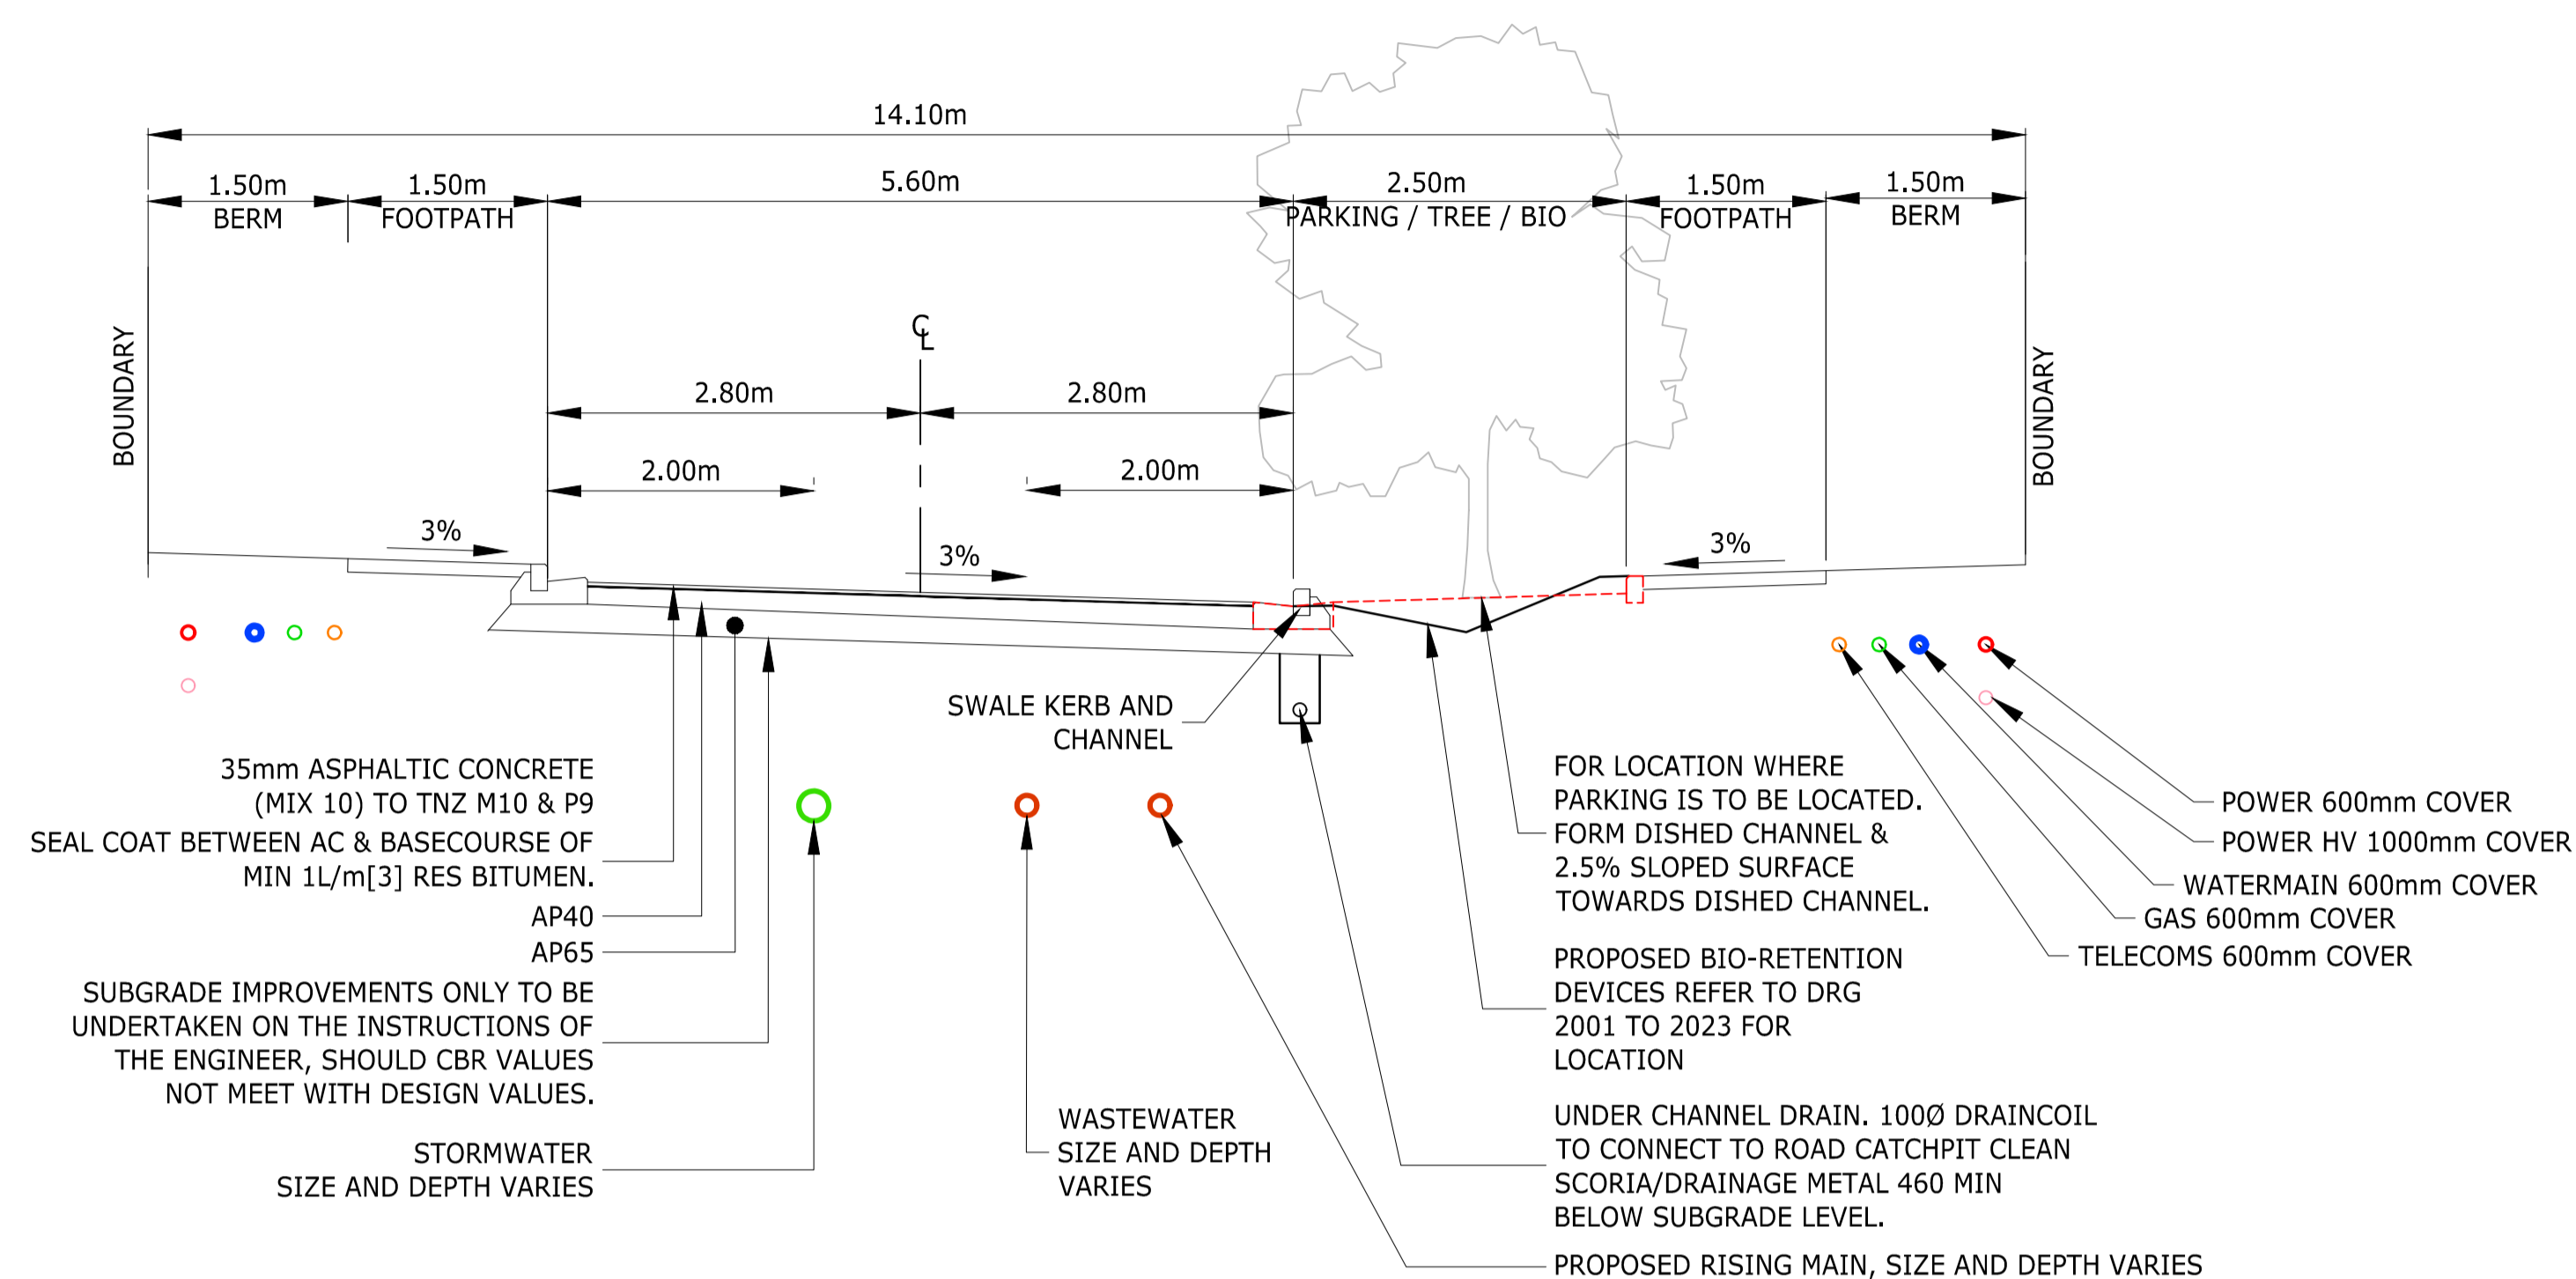 14.10m
1.50m
BERM
1.50m
FOOTPATH
5.60m
2.50m
PARKING / TREE / BIO
1.50m
FOOTPATH
1.50m
BERM
BOUNDARY
BOUNDARY
CL
2.80m
2.80m
2.00m
2.00m
3%
3%
3%
SWALE KERB AND
CHANNEL
35mm ASPHALTIC CONCRETE
(MIX 10) TO TNZ M10 & P9
SEAL COAT BETWEEN AC & BASECOURSE OF
MIN 1L/m[3] RES BITUMEN.
AP40
AP65
SUBGRADE IMPROVEMENTS ONLY TO BE
UNDERTAKEN ON THE INSTRUCTIONS OF
THE ENGINEER, SHOULD CBR VALUES
NOT MEET WITH DESIGN VALUES.
STORMWATER
SIZE AND DEPTH VARIES
WASTEWATER
SIZE AND DEPTH
VARIES
FOR LOCATION WHERE
PARKING IS TO BE LOCATED.
FORM DISHED CHANNEL &
2.5% SLOPED SURFACE
TOWARDS DISHED CHANNEL.
PROPOSED BIO-RETENTION
DEVICES REFER TO DRG
2001 TO 2023 FOR
LOCATION
UNDER CHANNEL DRAIN. 100Ø DRAINCOIL
TO CONNECT TO ROAD CATCHPIT CLEAN
SCORIA/DRAINAGE METAL 460 MIN
BELOW SUBGRADE LEVEL.
PROPOSED RISING MAIN, SIZE AND DEPTH VARIES
POWER 600mm COVER
POWER HV 1000mm COVER
WATERMAIN 600mm COVER
GAS 600mm COVER
TELECOMS 600mm COVER